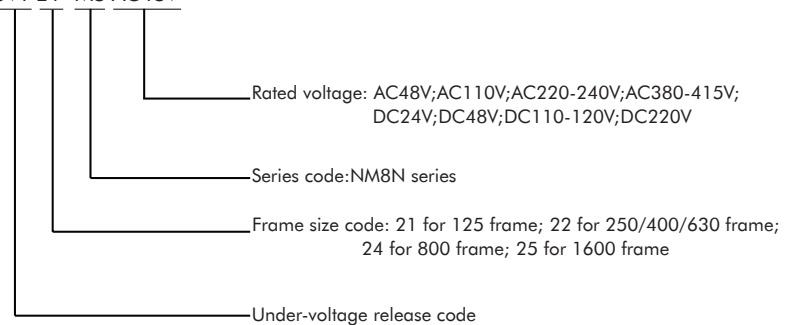 Rated voltage: AC48V;AC110V;AC220-240V;AC380-415V;
DC24V;DC48V;DC110-120V;DC220V
Series code:NM8N series
Frame size code: 21 for 125 frame; 22 for 250/400/630 frame;
24 for 800 frame; 25 for 1600 frame
Under-voltage release code